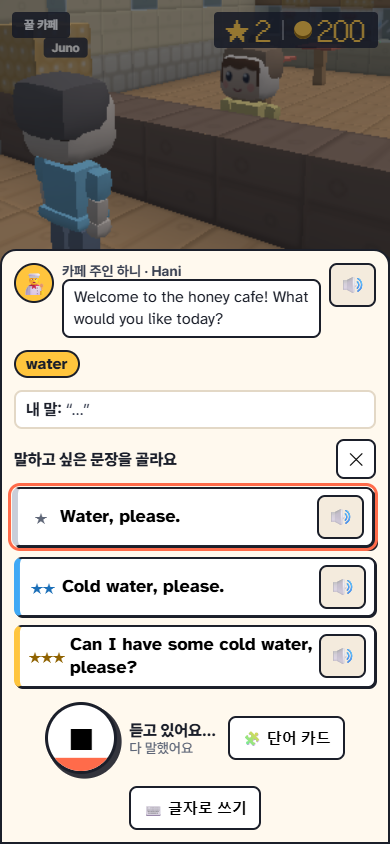 꿀 카페
Juno
2
200
카페 주인 하니 · Hani
Welcome to the honey cafe! What
would you like today?
water
내 말: “…”
말하고 싶은 문장을 골라요
Water, please.
Cold water, please.
Can I have some cold water,
please?
듣고 있어요…
다 말했어요
단어 카드
글자로 쓰기